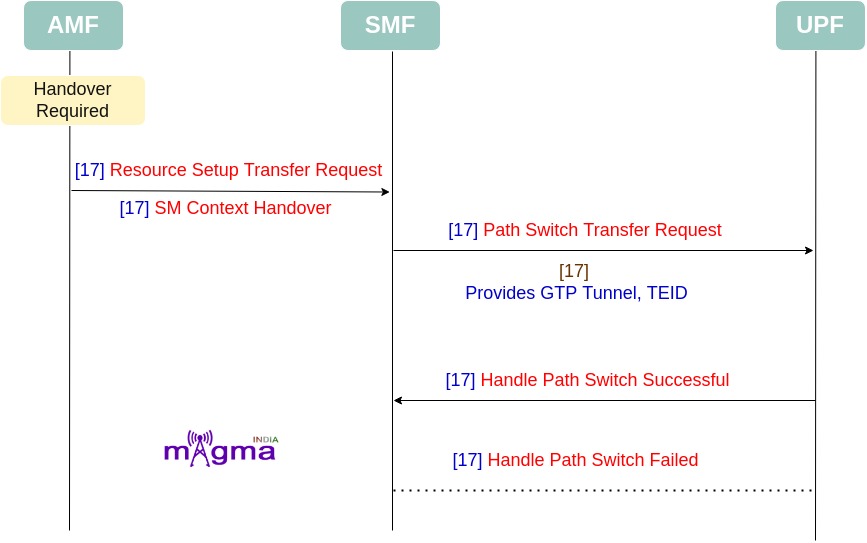 AMF
SMF
UPF
Handover
Required
[17] Resource Setup Transfer Request
[17] SM Context Handover
[17] Path Switch Transfer Request
[17]
Provides GTP Tunnel, TEID
[17] Handle Path Switch Successful
INDIA
magma
[17] Handle Path Switch Failed